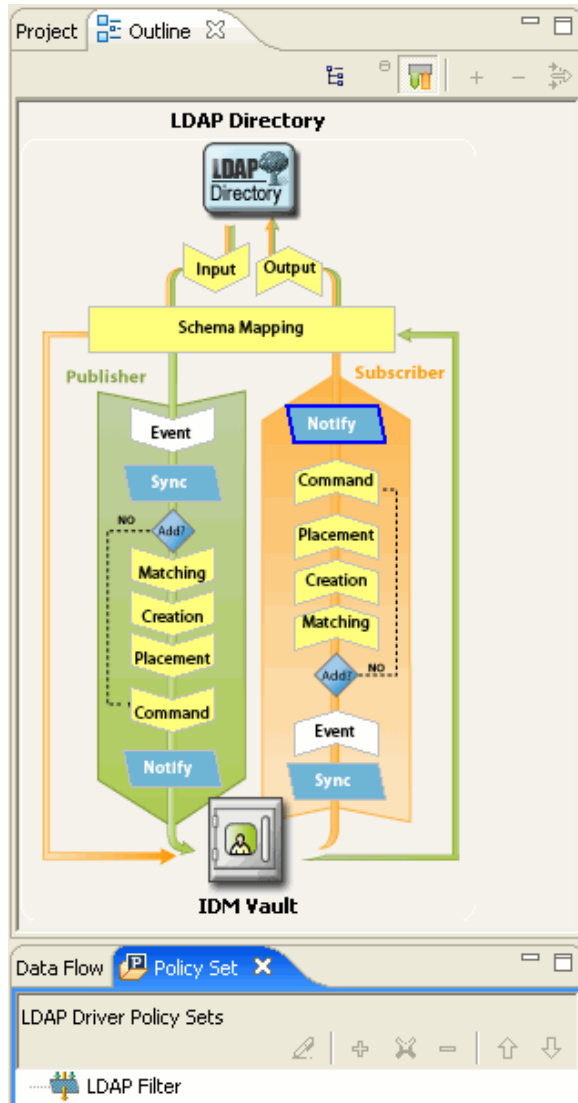 Project Outline
LDAP Directory
LDAP
Directory
Input Output
Schema Mapping
Publisher
Subscriber
Event
Sync
NO
Add?
Matching
Creation
Placement
Command
Notify
Notify
Command
Placement
Creation
Matching
Add?
NO
Event
Sync
IDM Vault
Data Flow Policy Set
LDAP Driver Policy Sets
LDAP Filter